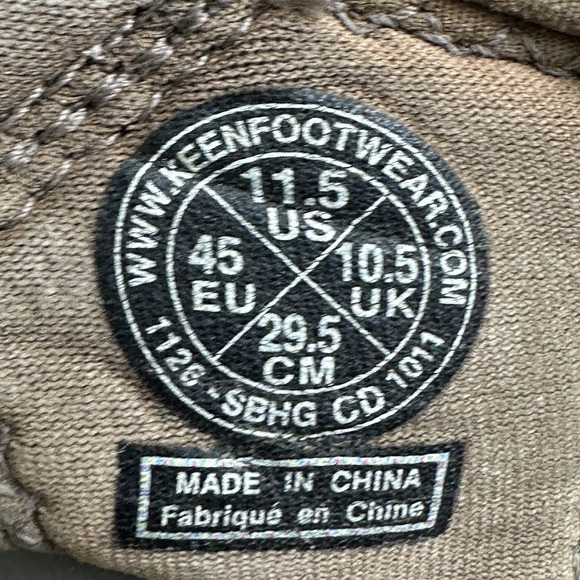 WWW.KEENFOOTWEAR.COM
11.5
US
45
EU
10.5
UK
29.5
CM
1126 - SBHG CD 1011
MADE IN CHINA
Fabriqué en Chine